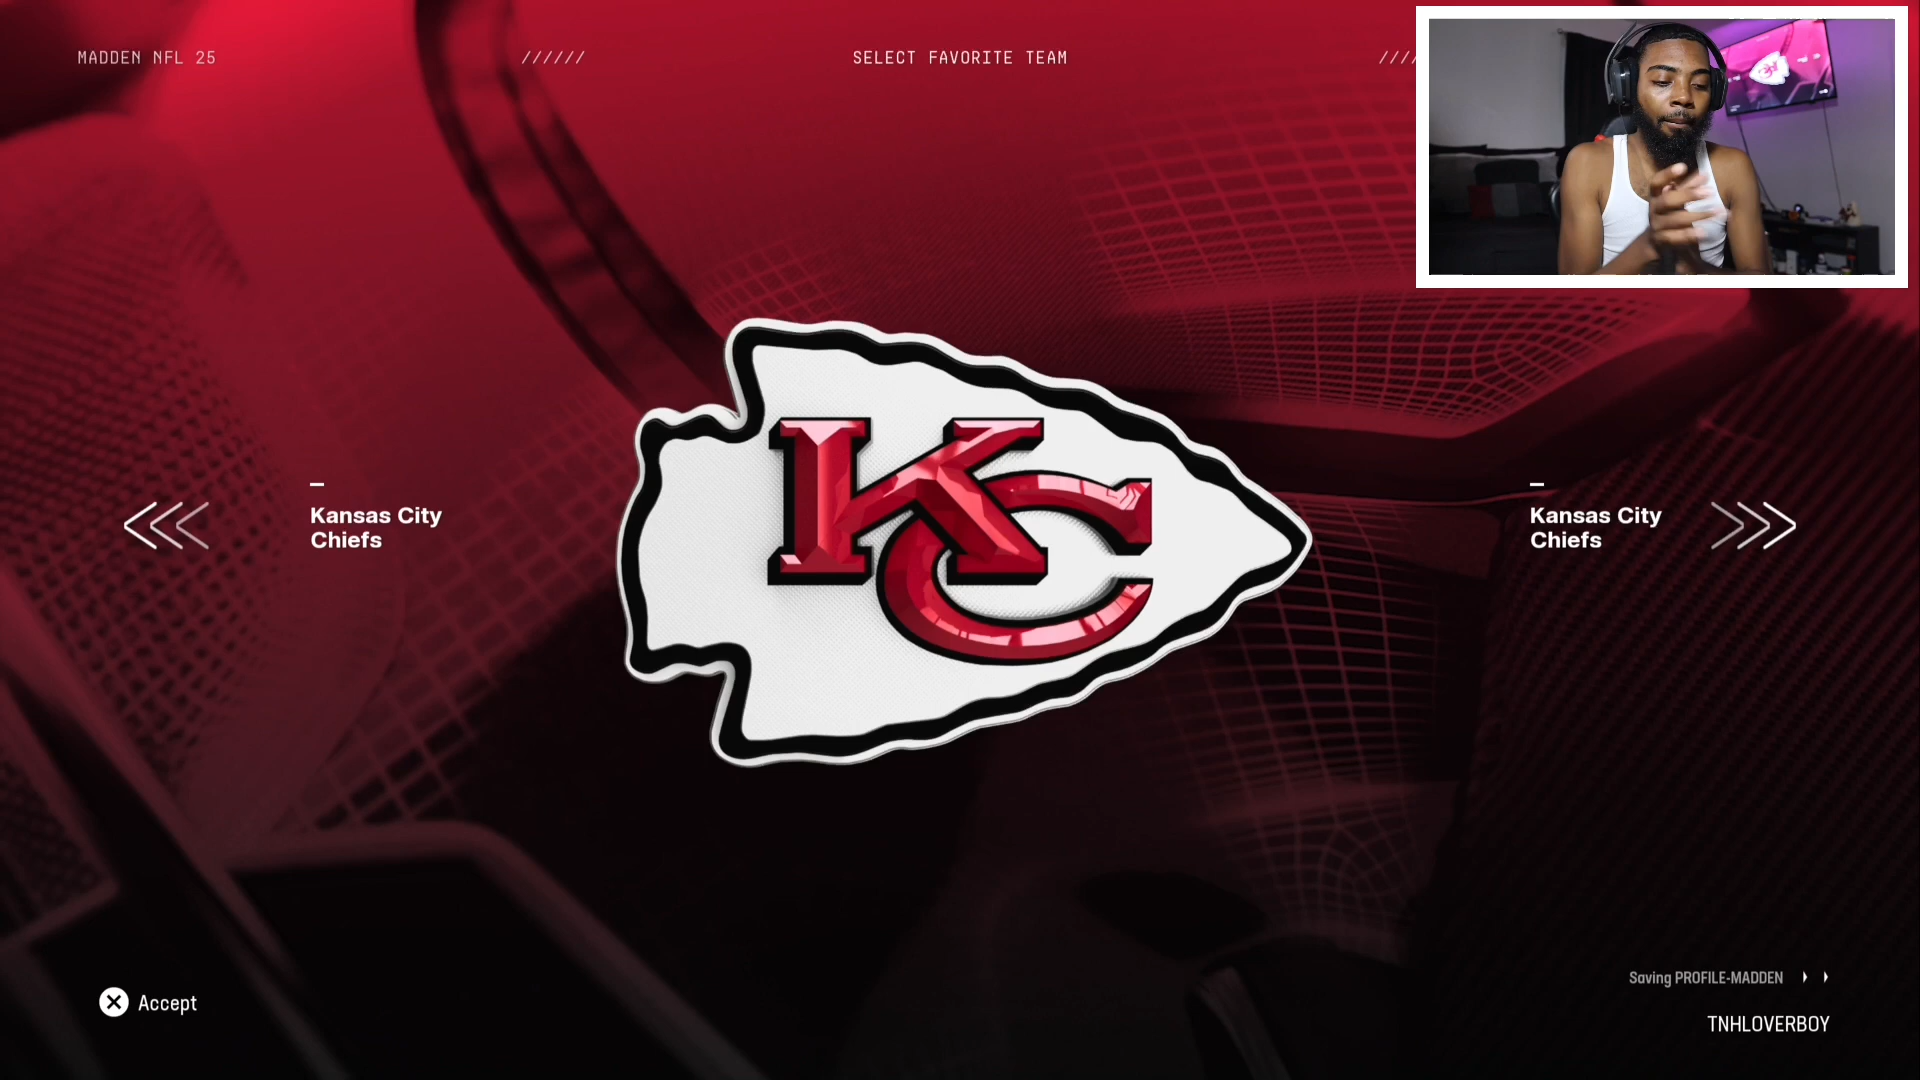 MADDEN NFL 25
//////
SELECT FAVORITE TEAM
////
KC
Kansas City
Chiefs
Kansas City
Chiefs
Accept
Saving PROFILE-MADDEN
TNHLOVERBOY